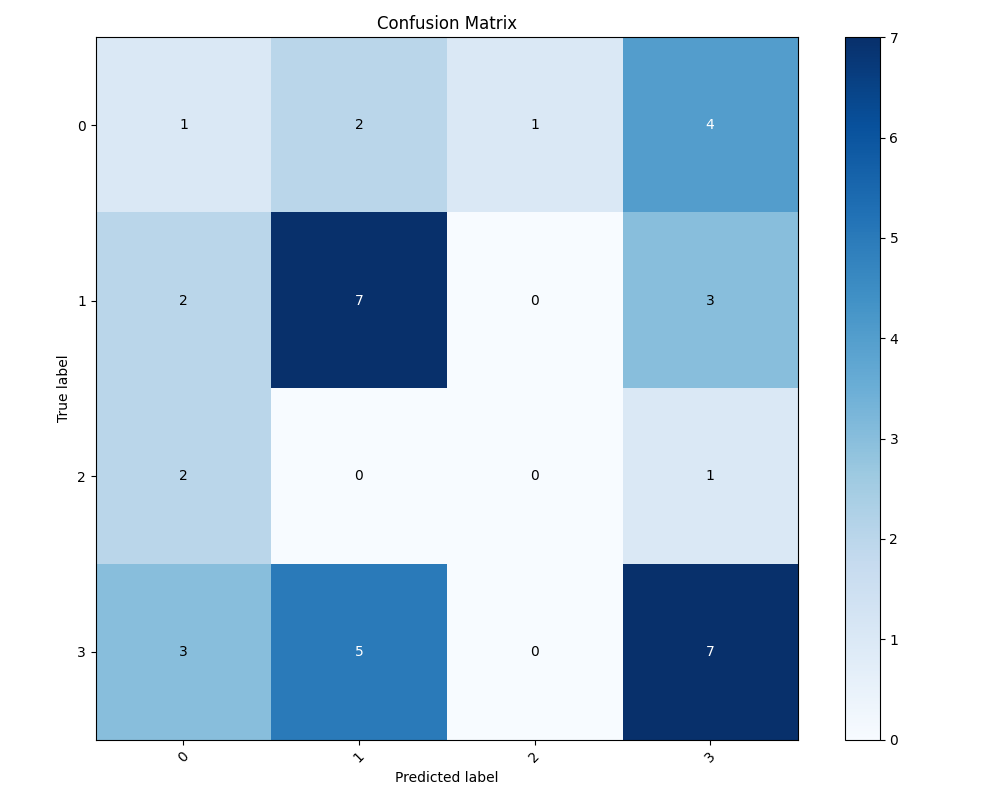 Confusion Matrix
0 1 2 1 4
1 2 7 0 3
2 2 0 0 1
3 3 5 0 7
0 1 2 3
True label
Predicted label
7
6
5
4
3
2
1
0